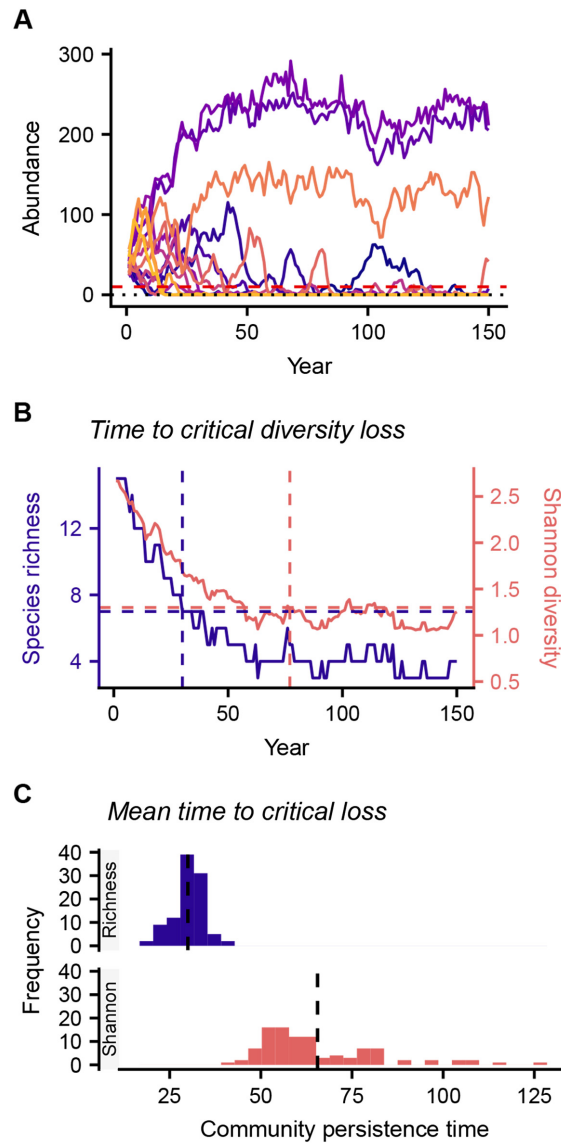 A
300
200
100
0
Abundance
0
50
100
150
Year
B
Time to critical diversity loss
12
8
4
Species richness
2.5
2.0
1.5
1.0
0.5
Shannon diversity
0
50
100
150
Year
C
Mean time to critical loss
40
30
20
10
0
Richness
Frequency
40
30
20
10
0
Shannon
25
50
75
100
125
Community persistence time